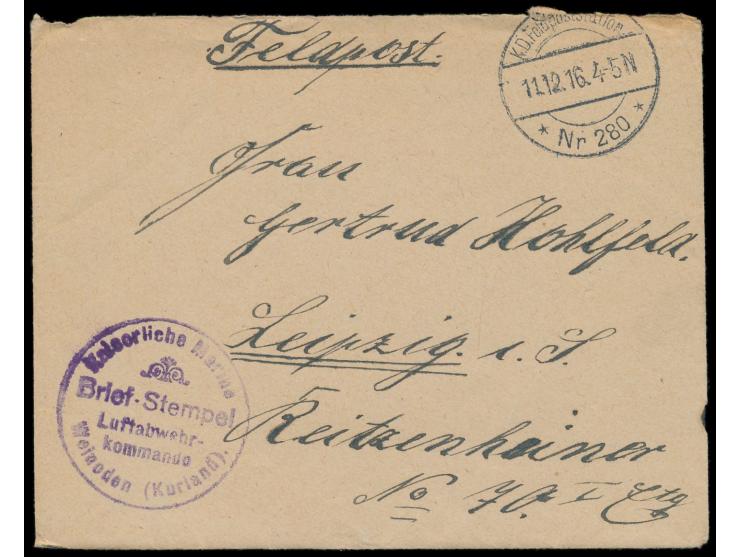 Feldpost.
K.D. Feldpoststation
11.12.16. 4-5 N
* Nr 280 *
Frau
Gertrud Hohlfeld.
Leipzig. i. S.
Reitzenhainer
No 70. I Etg
Kaiserliche Marine
Brief-Stempel
Luftabwehr-
kommando
Weinoden (Kurland).